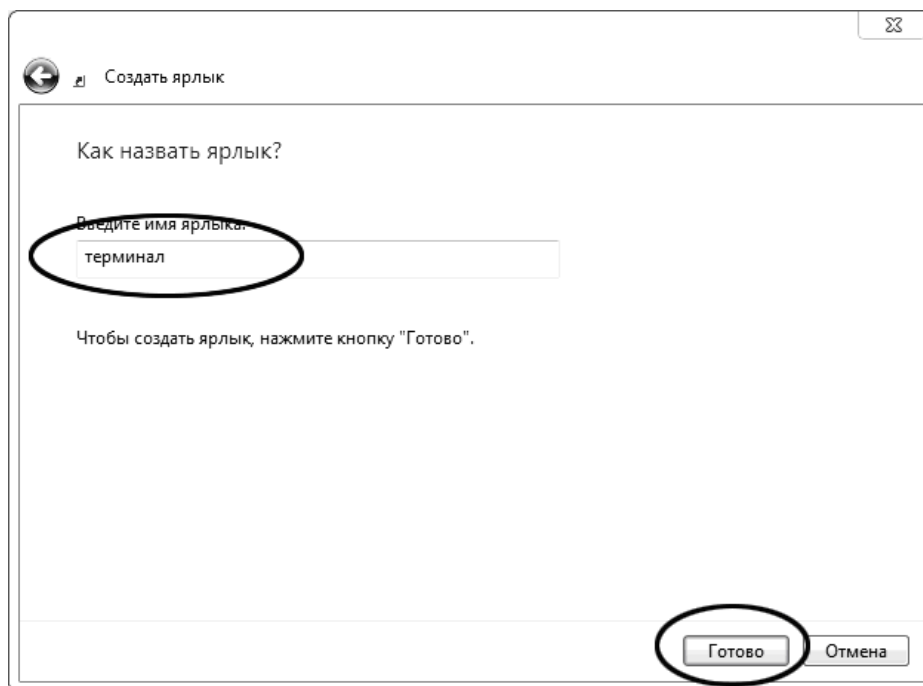 Создать ярлык
Как назвать ярлык?
Введите имя ярлыка:
терминал
Чтобы создать ярлык, нажмите кнопку "Готово".
Готово
Отмена